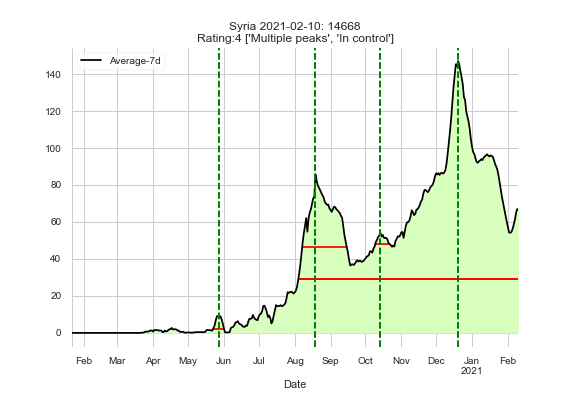 Syria 2021-02-10: 14668
Rating:4 ['Multiple peaks', 'In control']
Average-7d
140
120
100
80
60
40
20
0
Feb Mar Apr May Jun Jul Aug Sep Oct Nov Dec Jan Feb
2021
Date